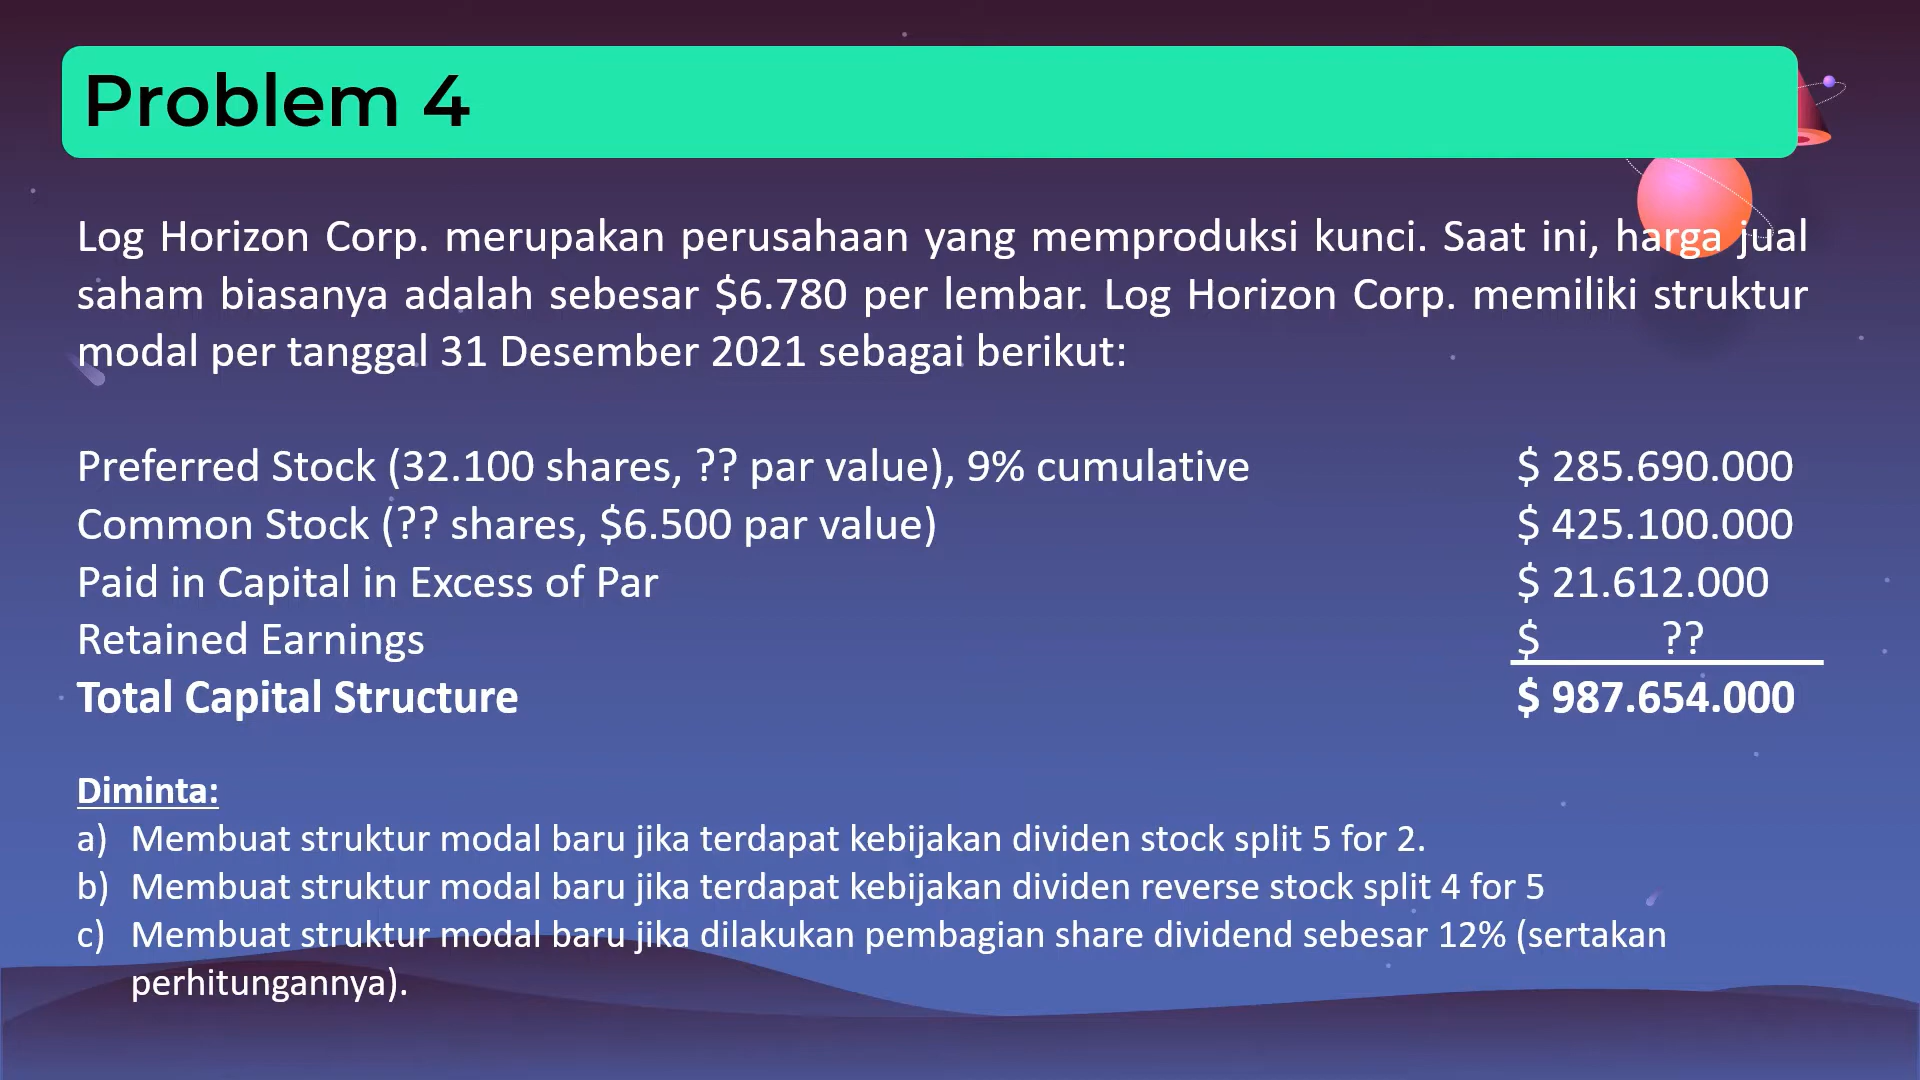 Problem 4
Log Horizon Corp. merupakan perusahaan yang memproduksi kunci. Saat ini, harga jual
saham biasanya adalah sebesar $6.780 per lembar. Log Horizon Corp. memiliki struktur
modal per tanggal 31 Desember 2021 sebagai berikut:
Preferred Stock (32.100 shares, ?? par value), 9% cumulative $ 285.690.000
Common Stock (?? shares, $6.500 par value) $ 425.100.000
Paid in Capital in Excess of Par $ 21.612.000
Retained Earnings $ ??
Total Capital Structure $ 987.654.000
Diminta:
a) Membuat struktur modal baru jika terdapat kebijakan dividen stock split 5 for 2.
b) Membuat struktur modal baru jika terdapat kebijakan dividen reverse stock split 4 for 5
c) Membuat struktur modal baru jika dilakukan pembagian share dividend sebesar 12% (sertakan
perhitungannya).